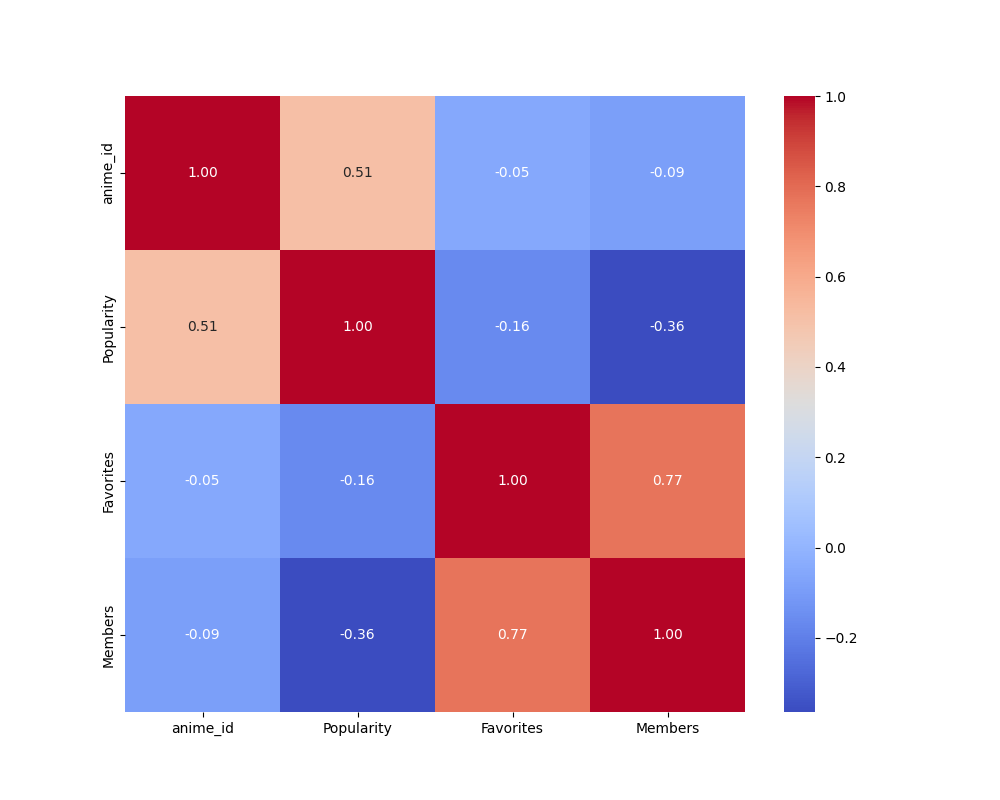 anime_id 1.00 0.51 -0.05 -0.09
Popularity 0.51 1.00 -0.16 -0.36
Favorites -0.05 -0.16 1.00 0.77
Members -0.09 -0.36 0.77 1.00
anime_id Popularity Favorites Members
1.0
0.8
0.6
0.4
0.2
0.0
−0.2